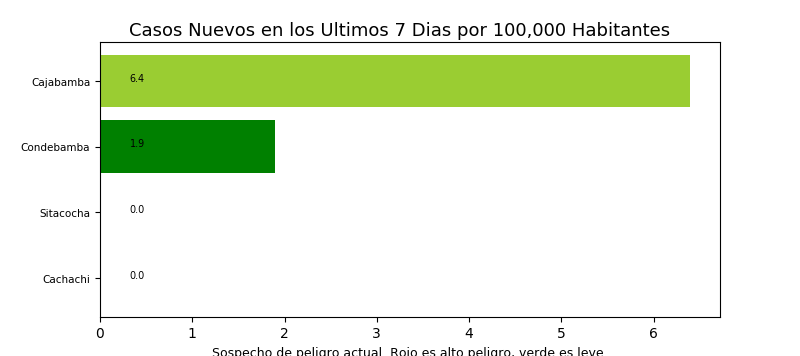 Casos Nuevos en los Ultimos 7 Dias por 100,000 Habitantes
Cajabamba 6.4
Condebamba 1.9
Sitacocha 0.0
Cachachi 0.0
0 1 2 3 4 5 6
Sospecho de peligro actual. Rojo es alto peligro, verde es leve